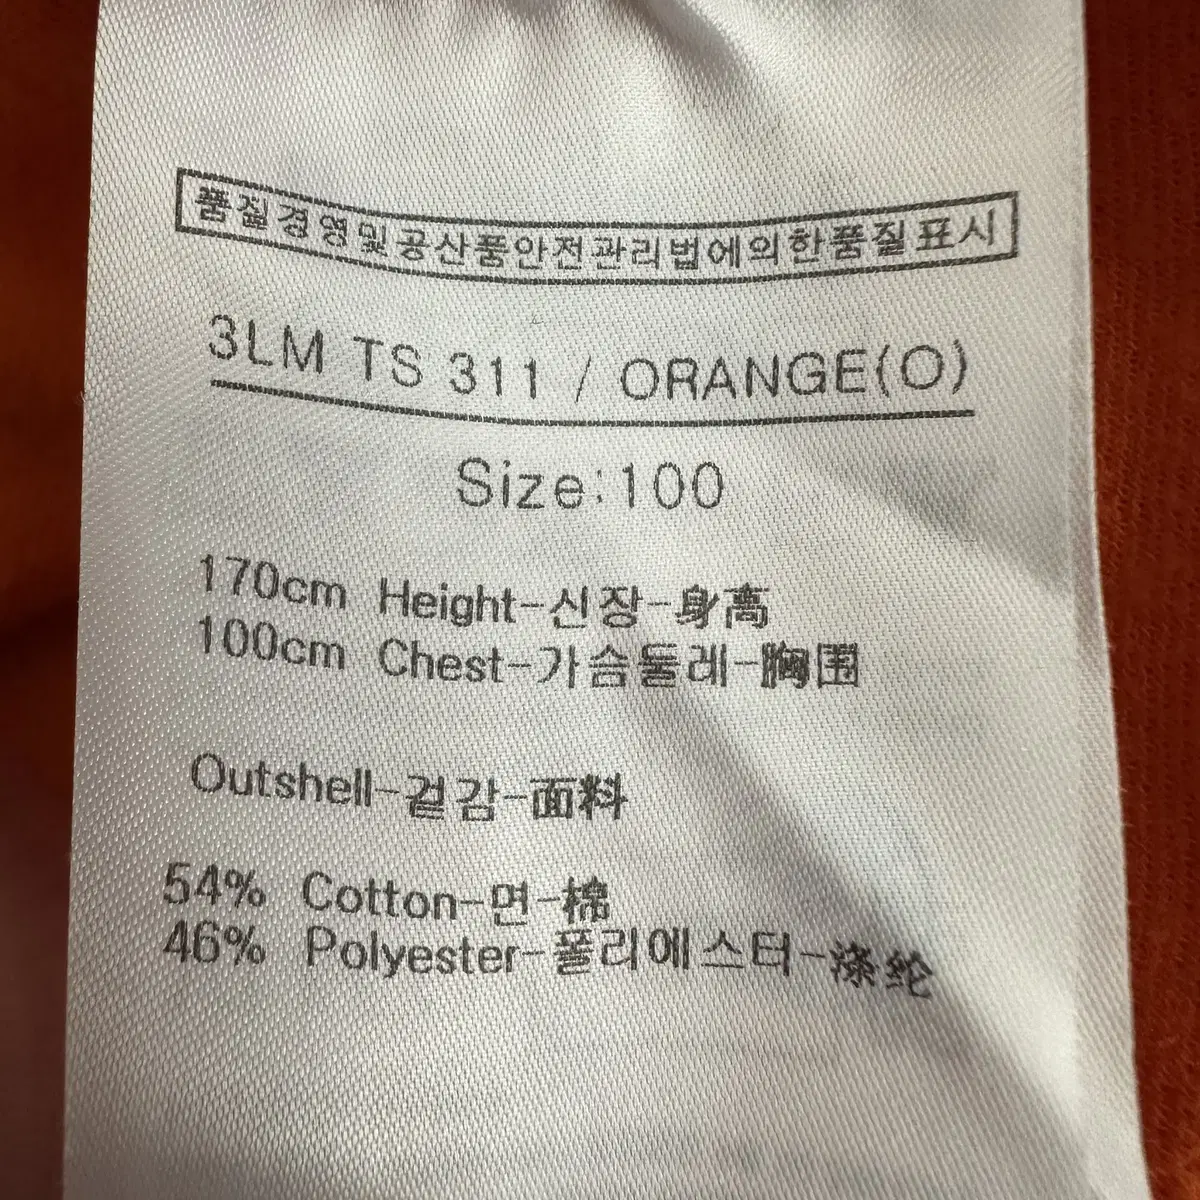 품질경영및공산품안전관리법에의한품질표시
3LM TS 311 / ORANGE(O)
Size:100
170cm Height-신장-身高
100cm Chest-가슴둘레-胸围
Outshell-겉감-面料
54% Cotton-면-棉
46% Polyester-폴리에스터-涤纶